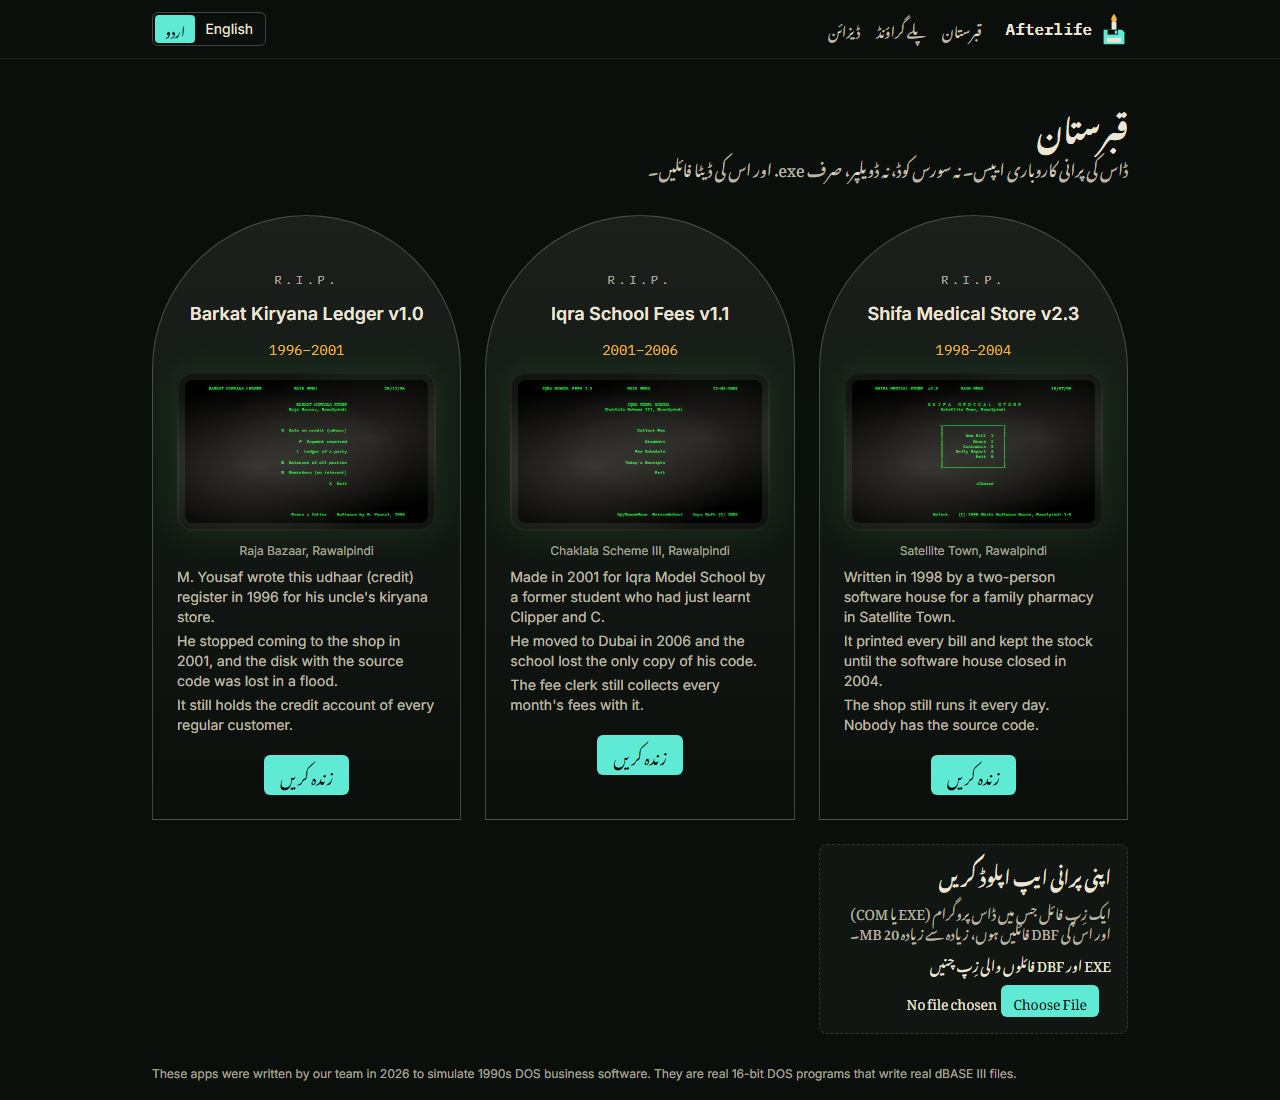 Afterlife قبرستان پلے گراؤنڈ ڈیزائن
English اردو
قبرستان
ڈاس کی پرانی کاروباری ایپس۔ نہ سورس کوڈ، نہ ڈویلپر، صرف exe. اور اس کی ڈیٹا فائلیں۔
R.I.P.
Barkat Kiryana Ledger v1.0
1996–2001
Raja Bazaar, Rawalpindi
M. Yousaf wrote this udhaar (credit)
register in 1996 for his uncle's kiryana
store.
He stopped coming to the shop in
2001, and the disk with the source
code was lost in a flood.
It still holds the credit account of every
regular customer.
زندہ کریں
R.I.P.
Iqra School Fees v1.1
2001–2006
Chaklala Scheme III, Rawalpindi
Made in 2001 for Iqra Model School by
a former student who had just learnt
Clipper and C.
He moved to Dubai in 2006 and the
school lost the only copy of his code.
The fee clerk still collects every
month's fees with it.
زندہ کریں
R.I.P.
Shifa Medical Store v2.3
1998–2004
Satellite Town, Rawalpindi
Written in 1998 by a two-person
software house for a family pharmacy
in Satellite Town.
It printed every bill and kept the stock
until the software house closed in
2004.
The shop still runs it every day.
Nobody has the source code.
زندہ کریں
اپنی پرانی ایپ اپلوڈ کریں
ایک زِپ فائل جس میں ڈاس پروگرام (EXE یا COM)
اور اس کی DBF فائلیں ہوں، زیادہ سے زیادہ 20 MB۔
EXE اور DBF فائلوں والی زِپ چنیں
Choose File No file chosen
These apps were written by our team in 2026 to simulate 1990s DOS business software. They are real 16-bit DOS programs that write real dBASE III files.